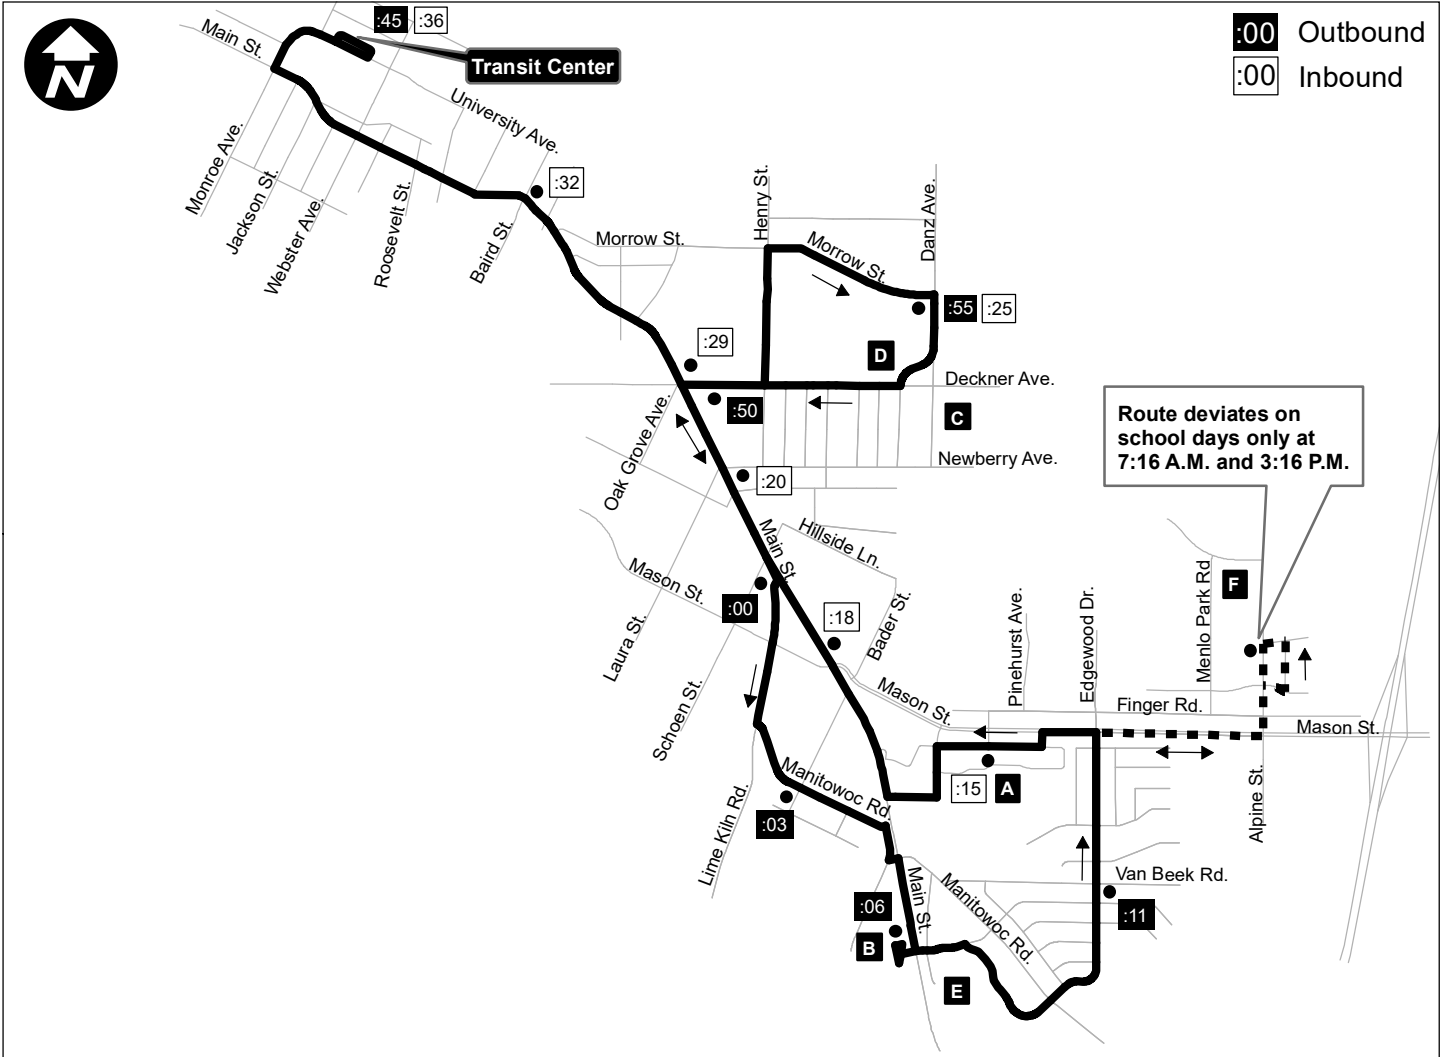 :45 :36
:00 Outbound
:00 Inbound
N
Main St.
Transit Center
University Ave.
Monroe Ave.
Jackson St.
Webster Ave.
Roosevelt St.
Baird St.
:32
Henry St.
Danz Ave.
Morrow St.
Morrow St.
:55 :25
:29
D
Deckner Ave.
:50
C
Oak Grove Ave.
Newberry Ave.
:20
Route deviates on
school days only at
7:16 A.M. and 3:16 P.M.
Main St.
Hillside Ln.
Mason St.
:00
:18
Bader St.
Laura St.
F
Menlo Park Rd
Pinehurst Ave.
Edgewood Dr.
Mason St.
Finger Rd.
Mason St.
Schoen St.
Manitowoc Rd.
:15 A
Alpine St.
:03
Lime Kiln Rd.
Main St.
Manitowoc Rd.
Van Beek Rd.
:06
:11
B
E